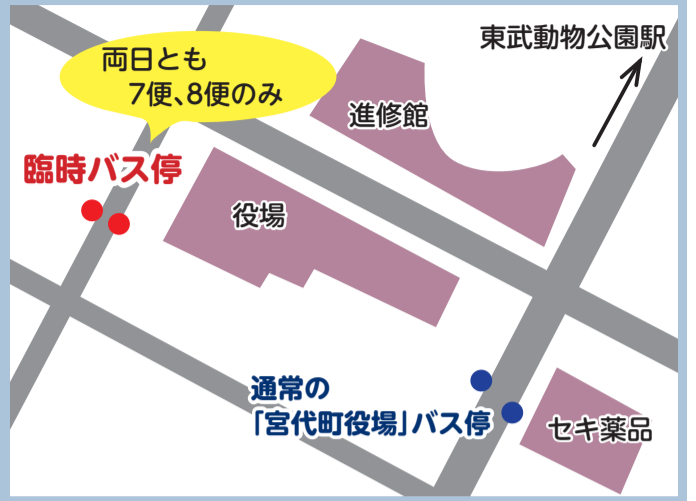 東武動物公園駅
両日とも
7便、8便のみ
進修館
臨時バス停
役場
通常の
「宮代町役場」バス停
セキ薬品